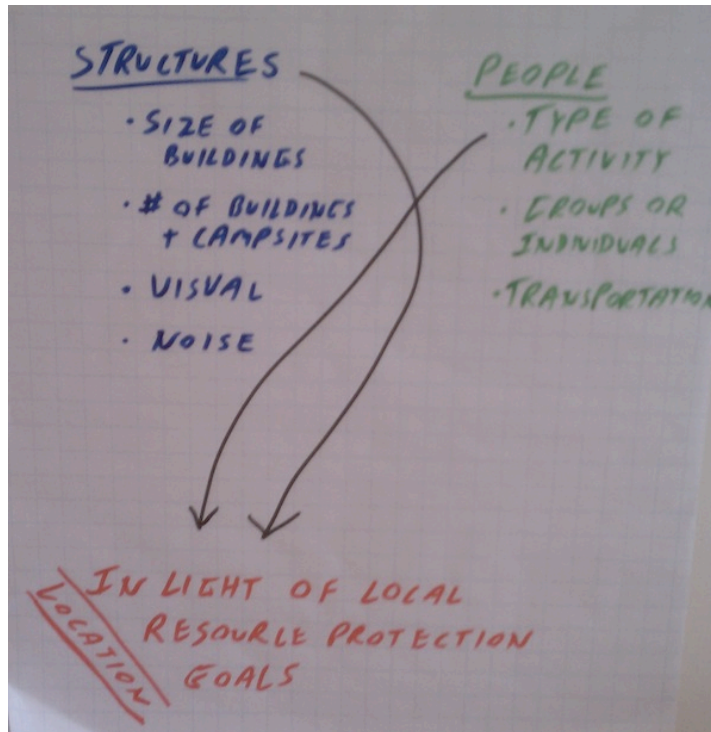 STRUCTURES
· SIZE OF
BUILDINGS
· # OF BUILDINGS
+ CAMPSITES
· VISUAL
· NOISE
PEOPLE
· TYPE OF
ACTIVITY
· GROUPS OR
INDIVIDUALS
· TRANSPORTATION
IN LIGHT OF LOCAL
RESOURCE PROTECTION
GOALS
LOCATION